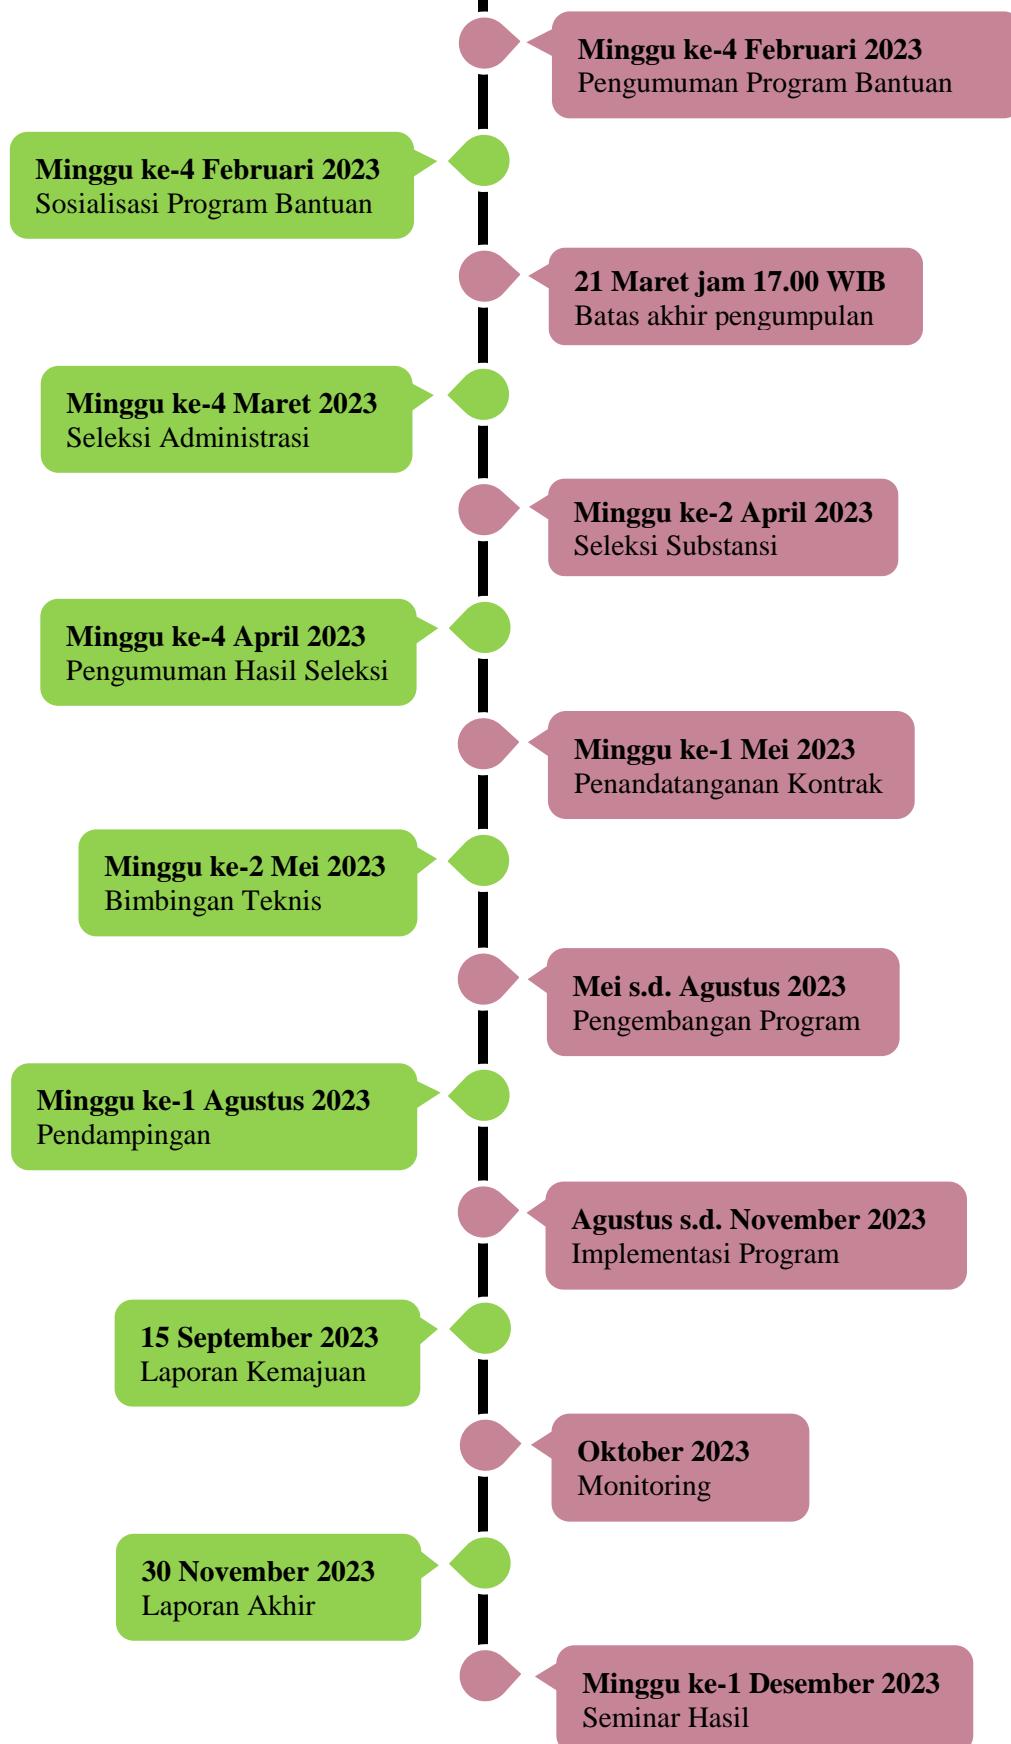 Minggu ke-4 Februari 2023
Pengumuman Program Bantuan
Minggu ke-4 Februari 2023
Sosialisasi Program Bantuan
21 Maret jam 17.00 WIB
Batas akhir pengumpulan
Minggu ke-4 Maret 2023
Seleksi Administrasi
Minggu ke-2 April 2023
Seleksi Substansi
Minggu ke-4 April 2023
Pengumuman Hasil Seleksi
Minggu ke-1 Mei 2023
Penandatanganan Kontrak
Minggu ke-2 Mei 2023
Bimbingan Teknis
Mei s.d. Agustus 2023
Pengembangan Program
Minggu ke-1 Agustus 2023
Pendampingan
Agustus s.d. November 2023
Implementasi Program
15 September 2023
Laporan Kemajuan
Oktober 2023
Monitoring
30 November 2023
Laporan Akhir
Minggu ke-1 Desember 2023
Seminar Hasil